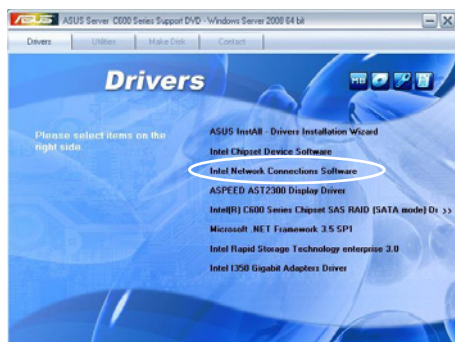 ASUS ASUS Server C600 Series Support DVD - Windows Server 2008 64 bit
Drivers Utilities Make Disk Contact
Drivers
Please select items on the
right side.
ASUS InstAll - Drivers Installation Wizard
Intel Chipset Device Software
Intel Network Connections Software
ASPEED AST2300 Display Driver
Intel(R) C600 Series Chipset SAS RAID (SATA mode) Dr >>
Microsoft .NET Framework 3.5 SP1
Intel Rapid Storage Technology enterprise 3.0
Intel I350 Gigabit Adapters Driver